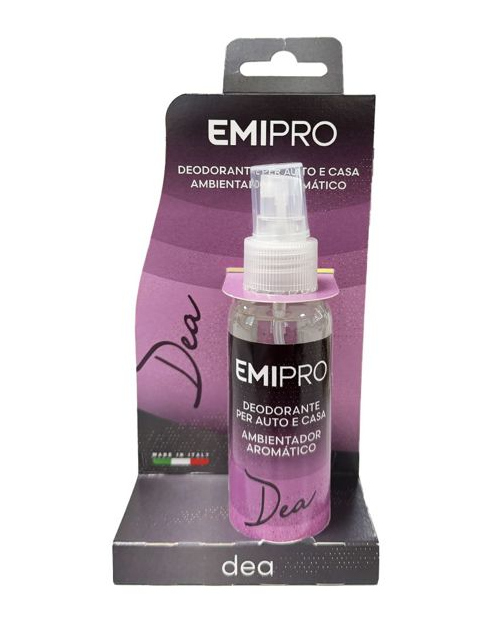 EMIPRO
DEODORANTE PER AUTO E CASA
AMBIENTADOR AROMÁTICO
Dea
MADE IN ITALY
EMIPRO
DEODORANTE
PER AUTO E CASA
AMBIENTADOR
AROMÁTICO
Dea
dea